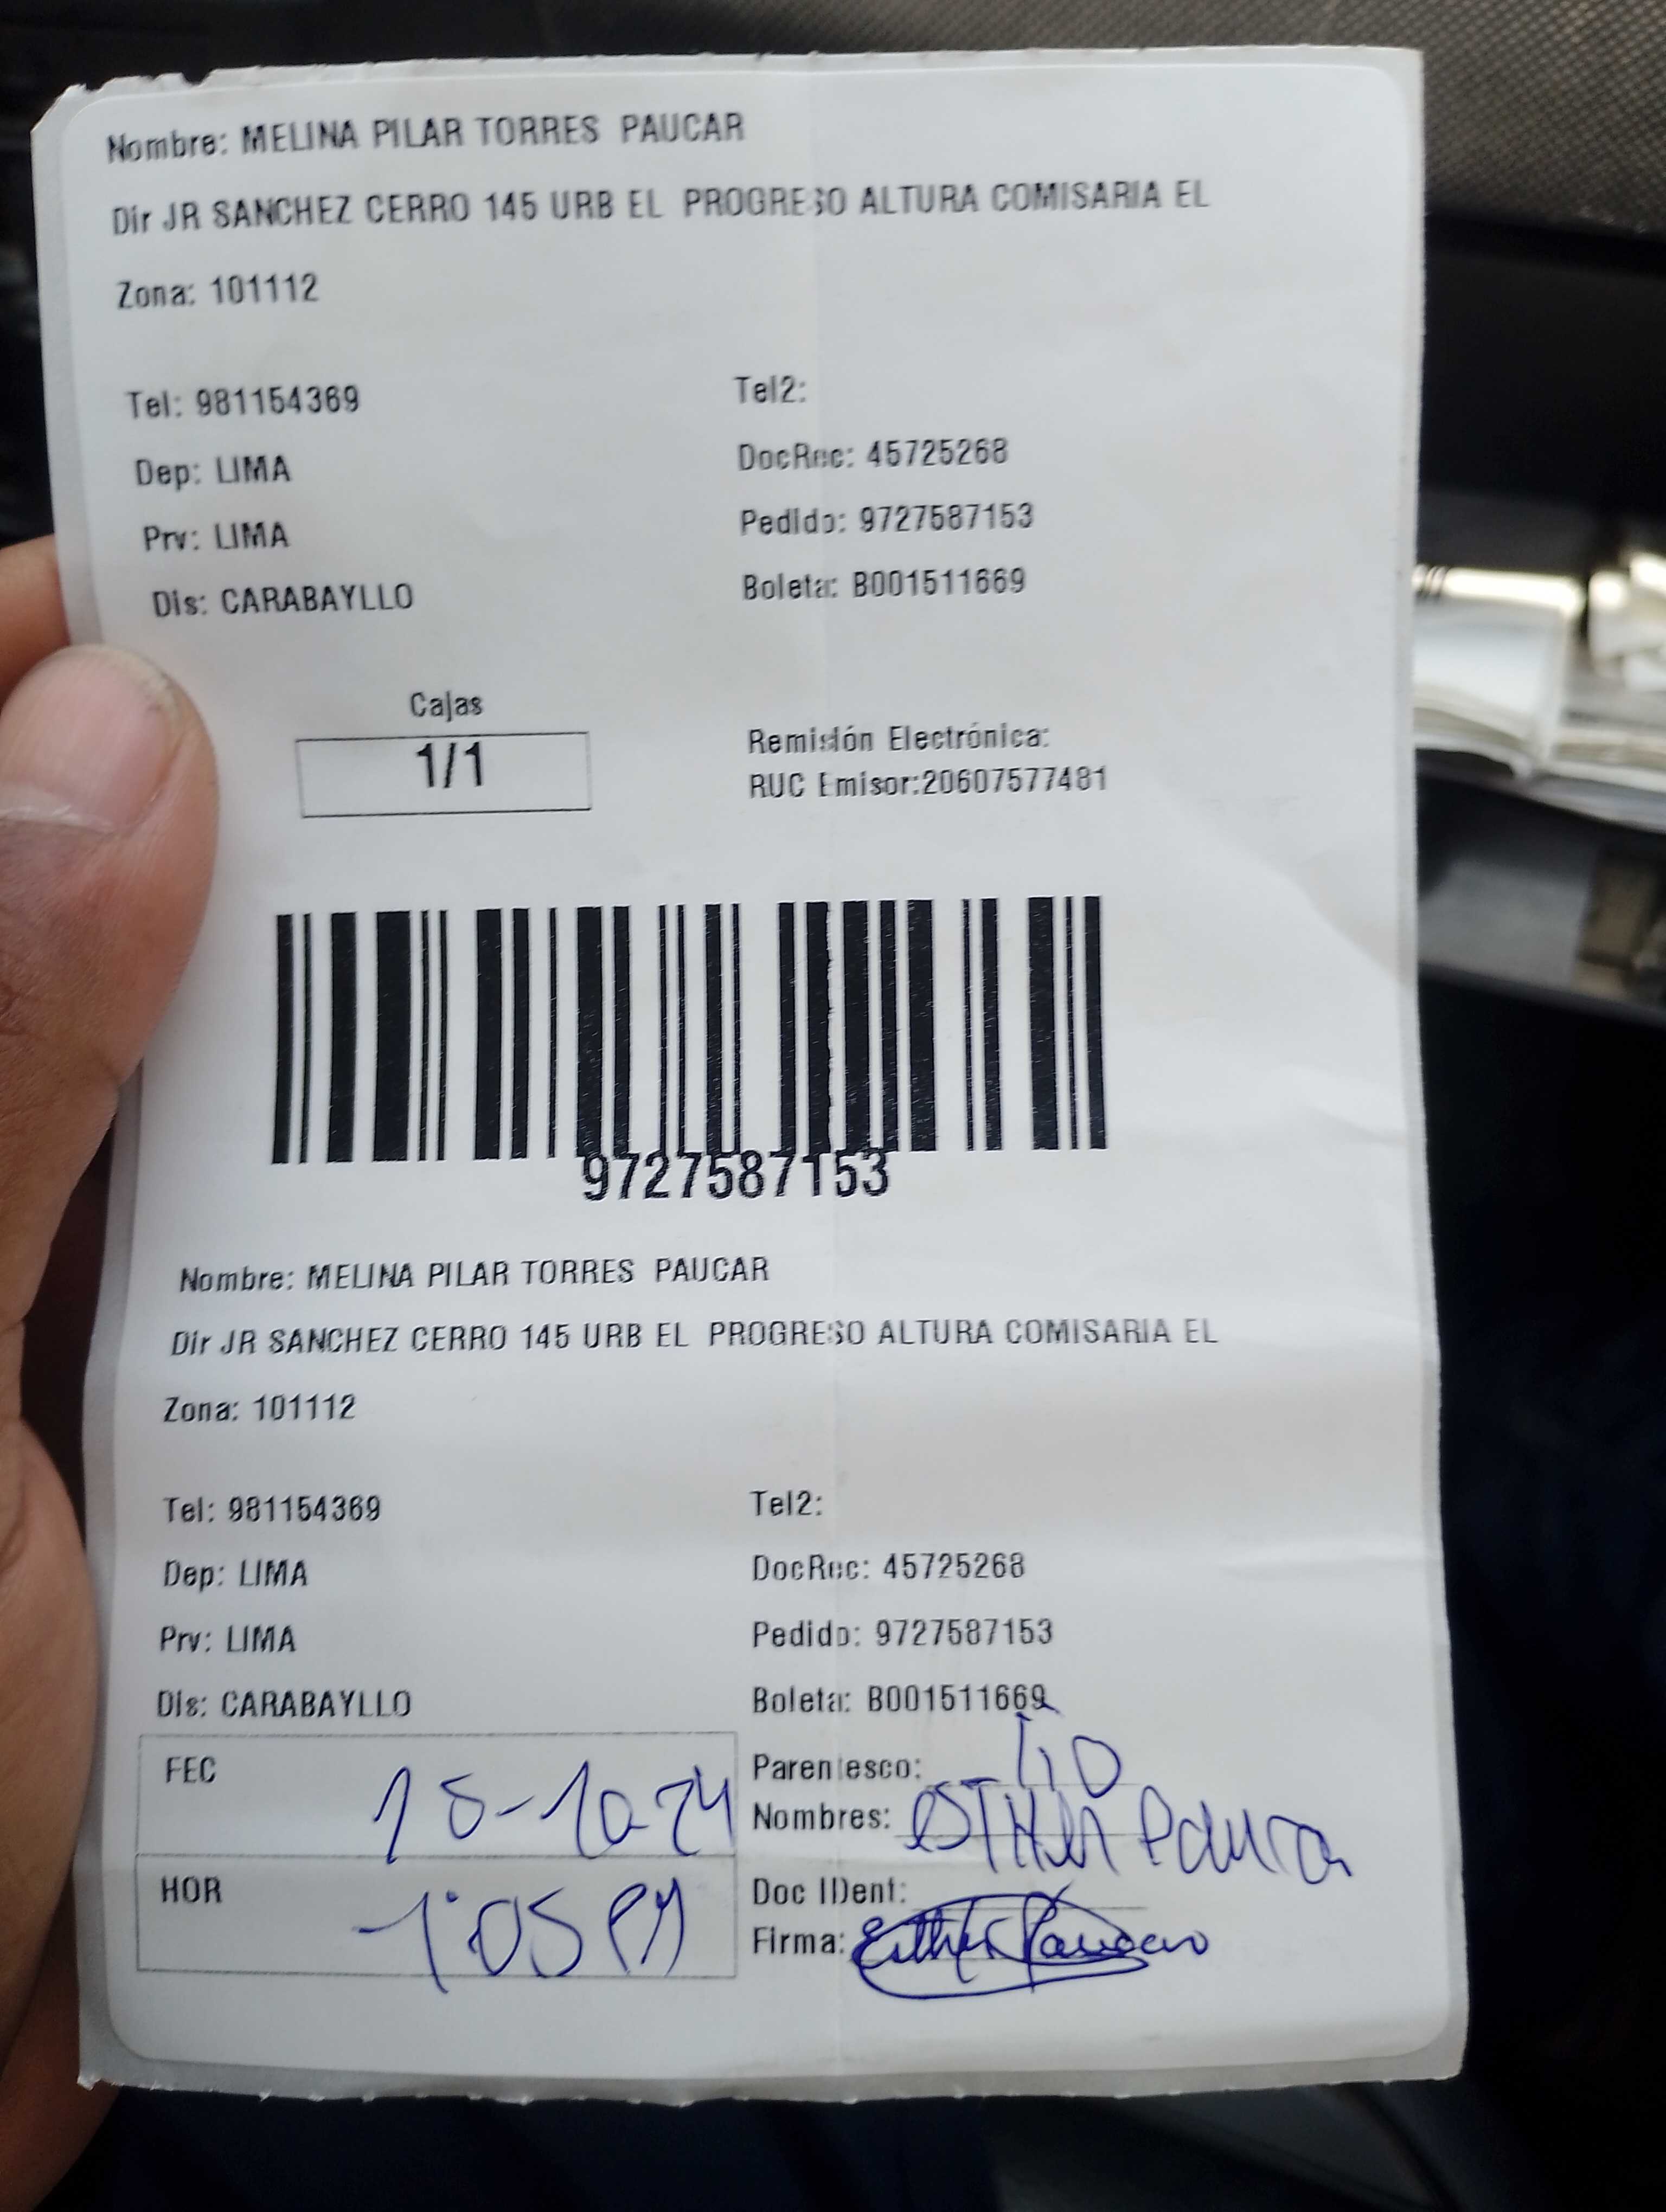 Nombre: MELINA PILAR TORRES PAUCAR
Dir JR SANCHEZ CERRO 145 URB EL PROGRESO ALTURA COMISARIA EL
Zona: 101112
Tel: 981154369
Tel2:
Dep: LIMA
DocRec: 45725268
Prv: LIMA
Pedido: 9727587153
Dis: CARABAYLLO
Boleta: B001511669
Cajas
1/1
Remisión Electrónica:
RUC Emisor:20607577481
9727587153
Nombre: MELINA PILAR TORRES PAUCAR
Dir JR SANCHEZ CERRO 145 URB EL PROGRESO ALTURA COMISARIA EL
Zona: 101112
Tel: 981154369
Tel2:
Dep: LIMA
DocRec: 45725268
Prv: LIMA
Pedido: 9727587153
Dis: CARABAYLLO
Boleta: B001511669
FEC
-10-24
Parentesco: TIO
Nombres: ESTHER
HOR
1:05 PM
Doc IDent:
Firma: Esther Paucar